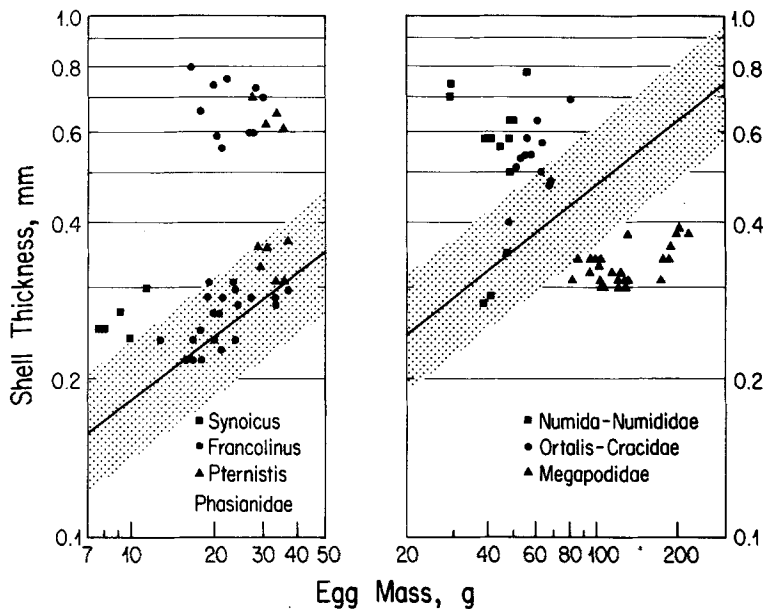 1.0
0.8
0.6
0.4
0.2
0.1
Shell Thickness, mm
■ Synoicus
● Francolinus
▲ Pternistis
Phasianidae
7 10 20 30 50
1.0
0.8
0.6
0.4
0.2
0.1
■ Numida-Numididae
● Ortalis-Cracidae
▲ Megapodidae
20 40 60 100 200
Egg Mass, g